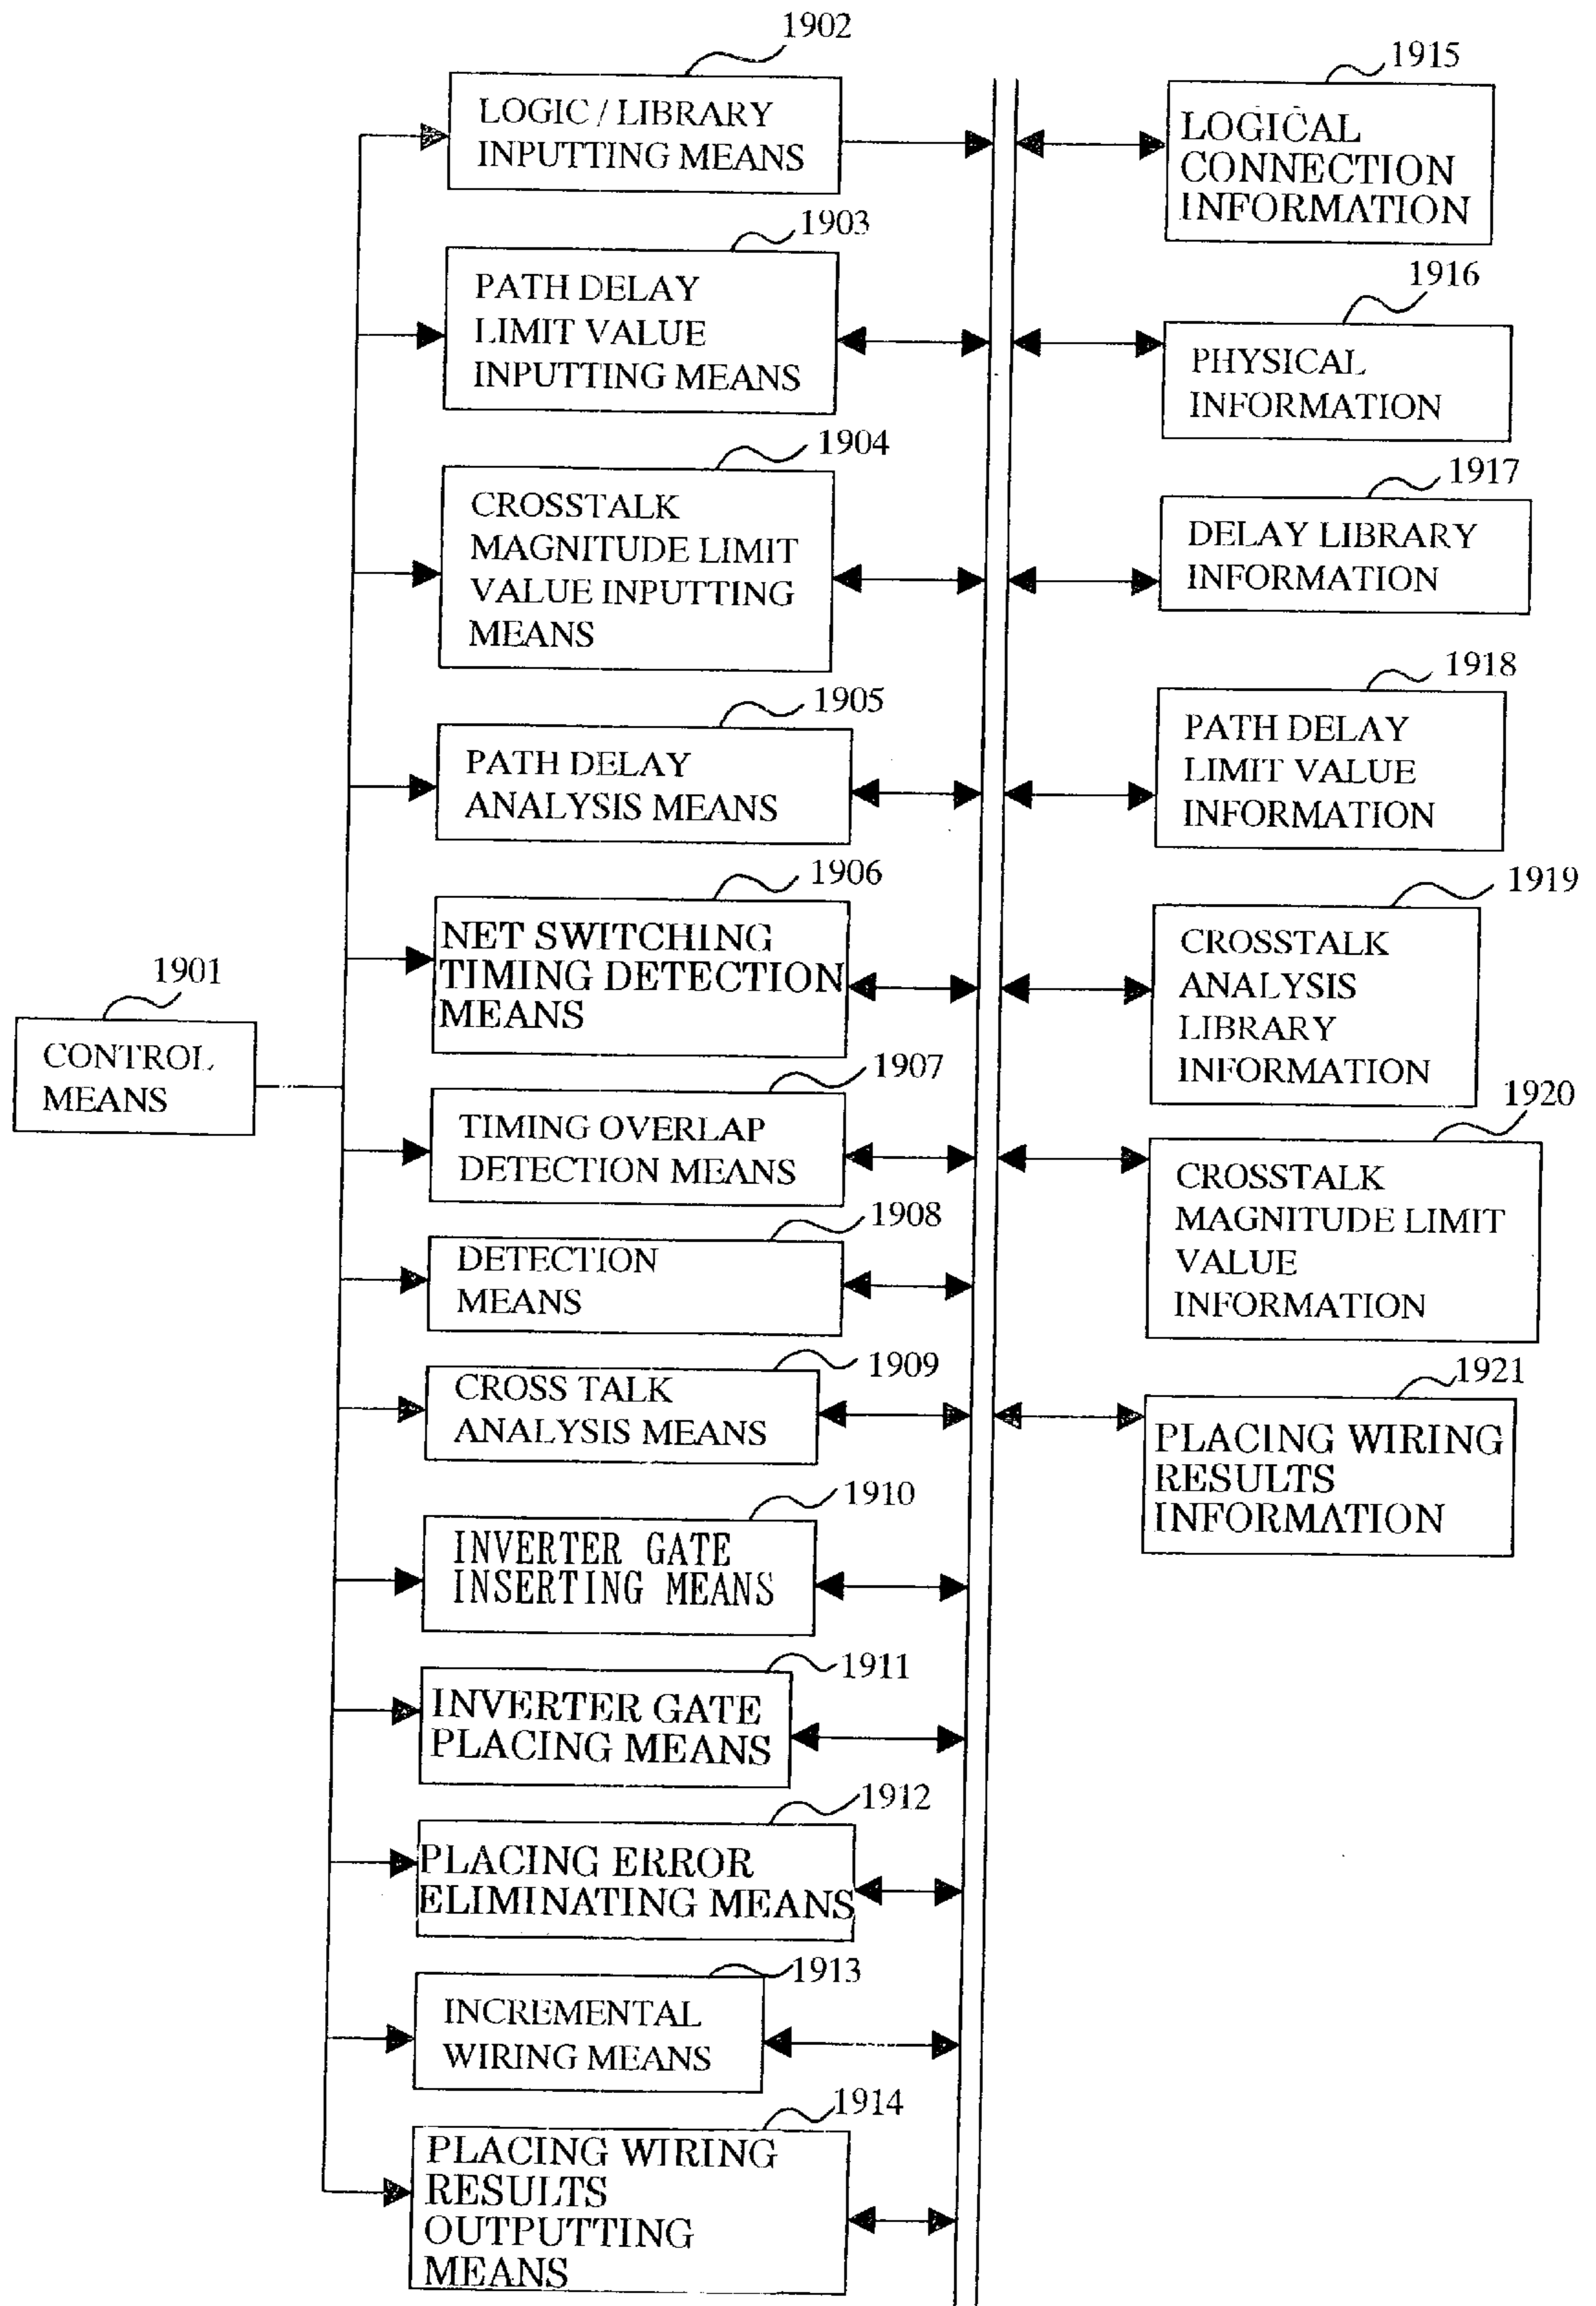 1902
LOGIC / LIBRARY
INPUTTING MEANS
1903
PATH DELAY
LIMIT VALUE
INPUTTING MEANS
1904
CROSSTALK
MAGNITUDE LIMIT
VALUE INPUTTING
MEANS
1905
PATH DELAY
ANALYSIS MEANS
1906
NET SWITCHING
TIMING DETECTION
MEANS
1901
CONTROL
MEANS
1907
TIMING OVERLAP
DETECTION MEANS
1908
DETECTION
MEANS
1909
CROSS TALK
ANALYSIS MEANS
1910
INVERTER GATE
INSERTING MEANS
1911
INVERTER GATE
PLACING MEANS
1912
PLACING ERROR
ELIMINATING MEANS
1913
INCREMENTAL
WIRING MEANS
1914
PLACING WIRING
RESULTS
OUTPUTTING
MEANS
1915
LOGICAL
CONNECTION
INFORMATION
1916
PHYSICAL
INFORMATION
1917
DELAY LIBRARY
INFORMATION
1918
PATH DELAY
LIMIT VALUE
INFORMATION
1919
CROSSTALK
ANALYSIS
LIBRARY
INFORMATION
1920
CROSSTALK
MAGNITUDE LIMIT
VALUE
INFORMATION
1921
PLACING WIRING
RESULTS
INFORMATION